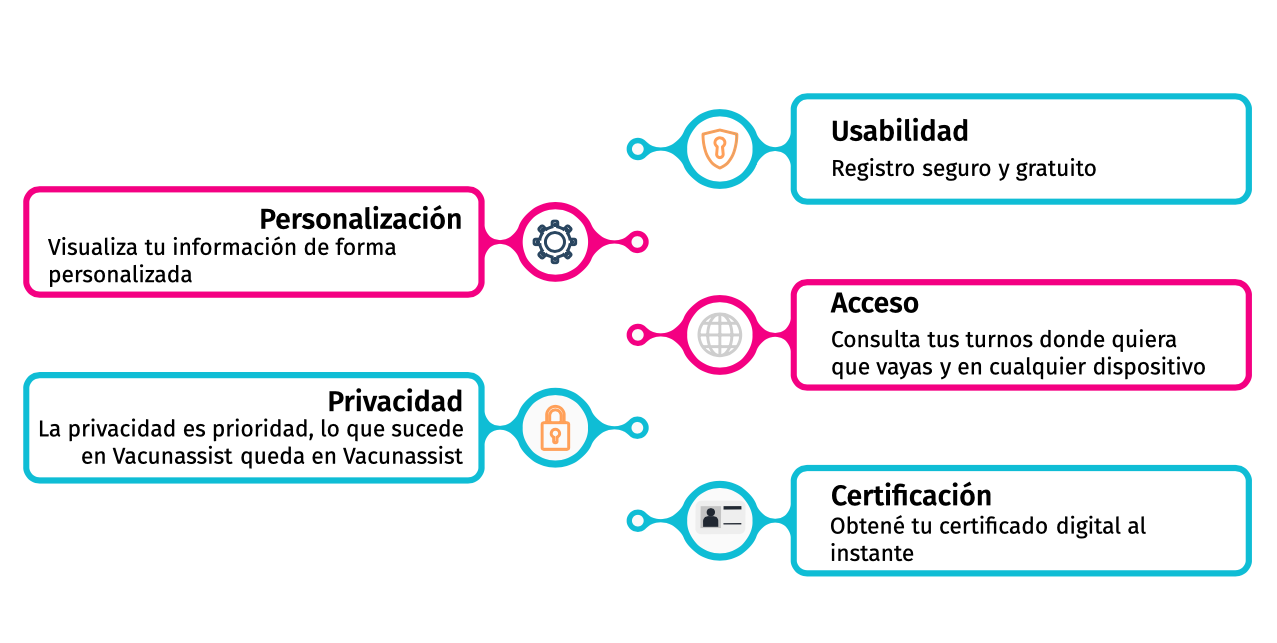 Usabilidad
Registro seguro y gratuito
Personalización
Visualiza tu información de forma
personalizada
Acceso
Consulta tus turnos donde quiera
que vayas y en cualquier dispositivo
Privacidad
La privacidad es prioridad, lo que sucede
en Vacunassist queda en Vacunassist
Certificación
Obtené tu certificado digital al
instante